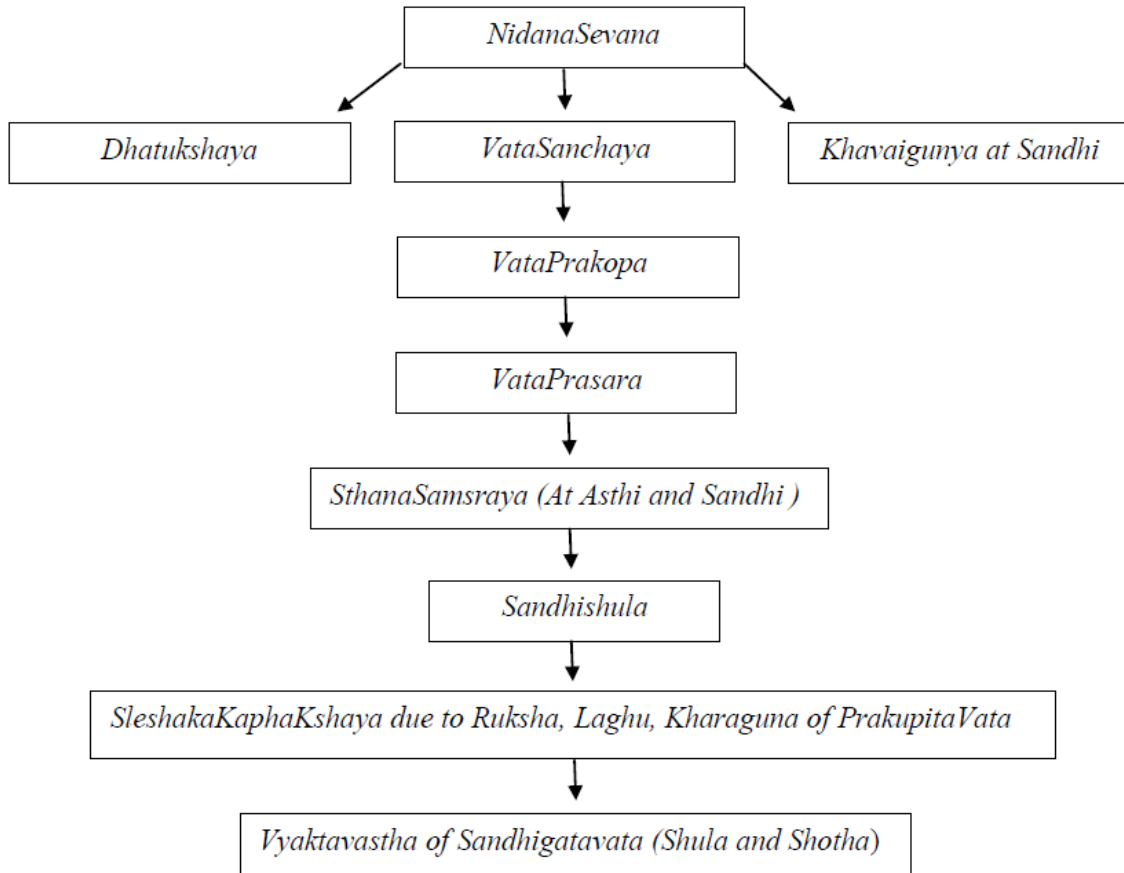 NidanaSevana
Dhatukshaya
VataSanchaya
Khavaigunya at Sandhi
VataPrakopa
VataPrasara
SthanaSamsraya (At Asthi and Sandhi )
Sandhishula
SleshakaKaphaKshaya due to Ruksha, Laghu, Kharaguna of PrakupitaVata
Vyaktavastha of Sandhigatavata (Shula and Shotha)